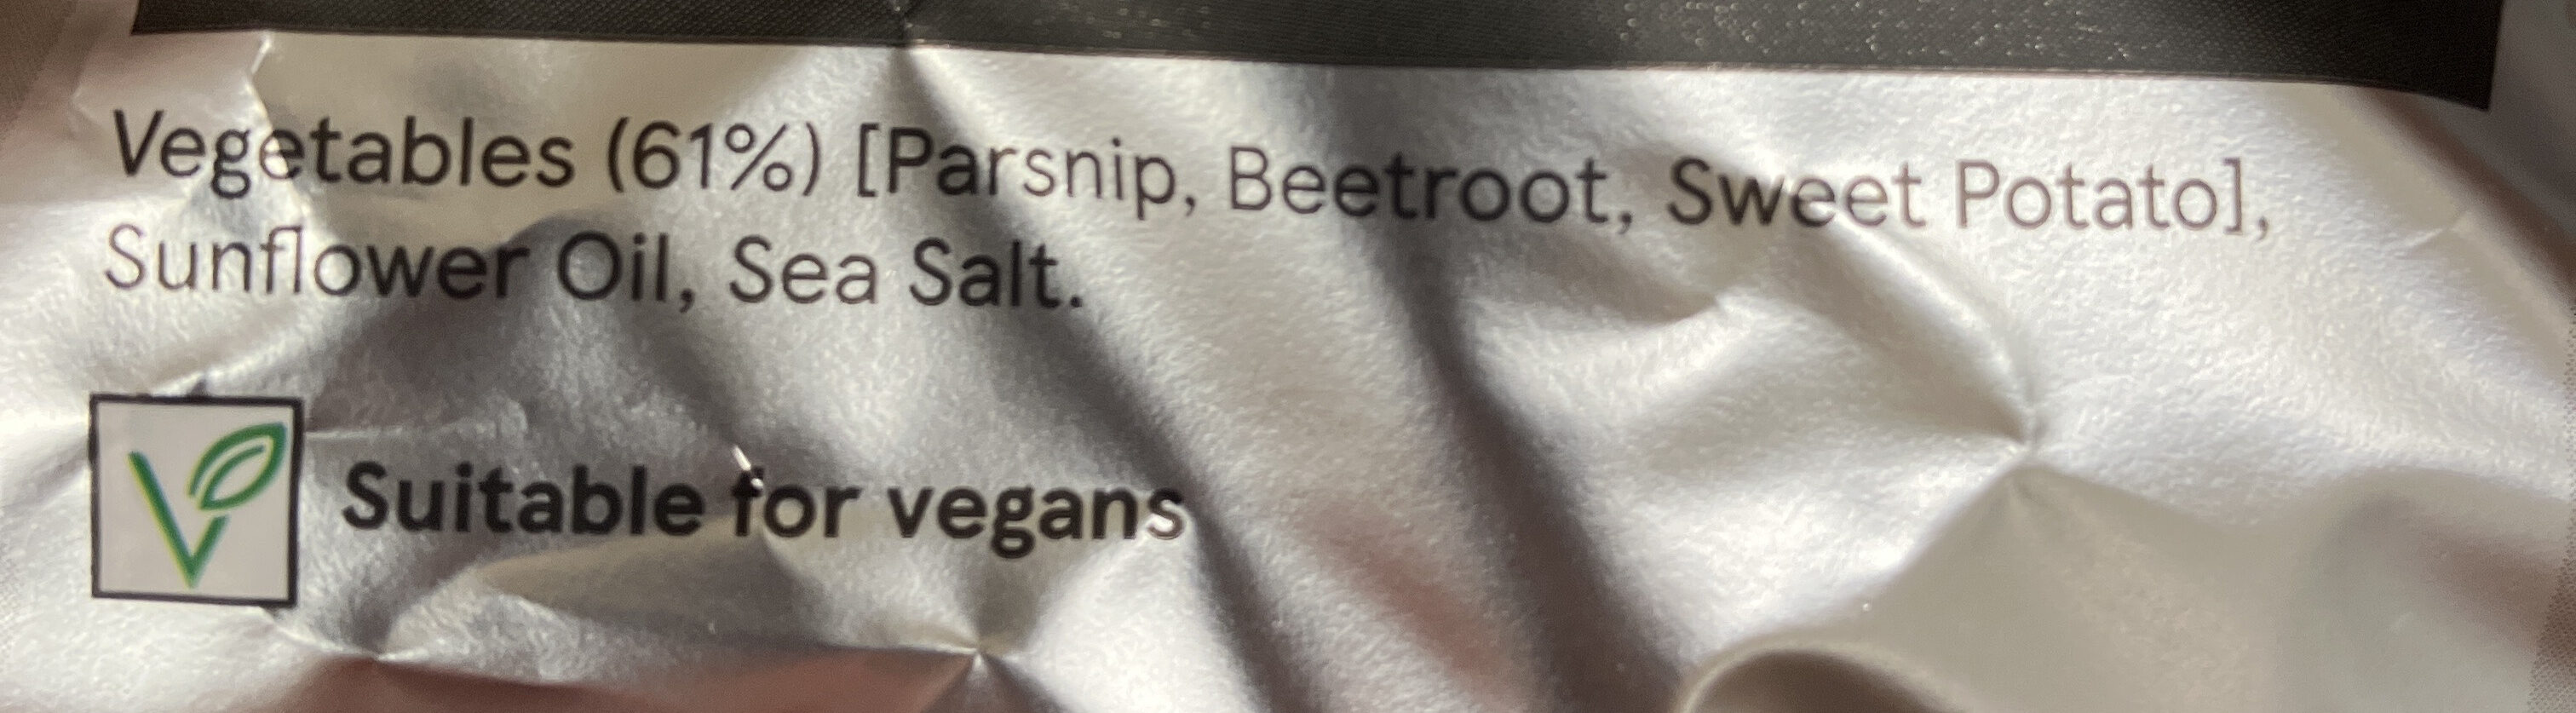 Vegetables (61%) [Parsnip, Beetroot, Sweet Potato],
Sunflower Oil, Sea Salt.
Suitable for vegans